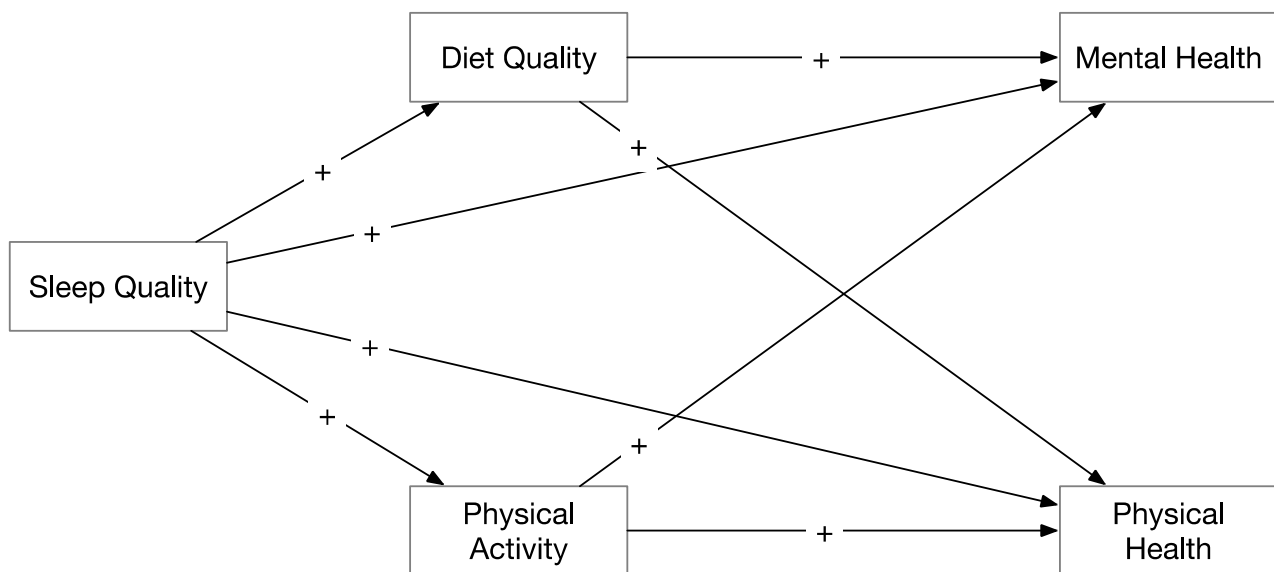 Diet Quality
+
Mental Health
+
+
+
Sleep Quality
+
+
+
Physical
Activity
+
Physical
Health